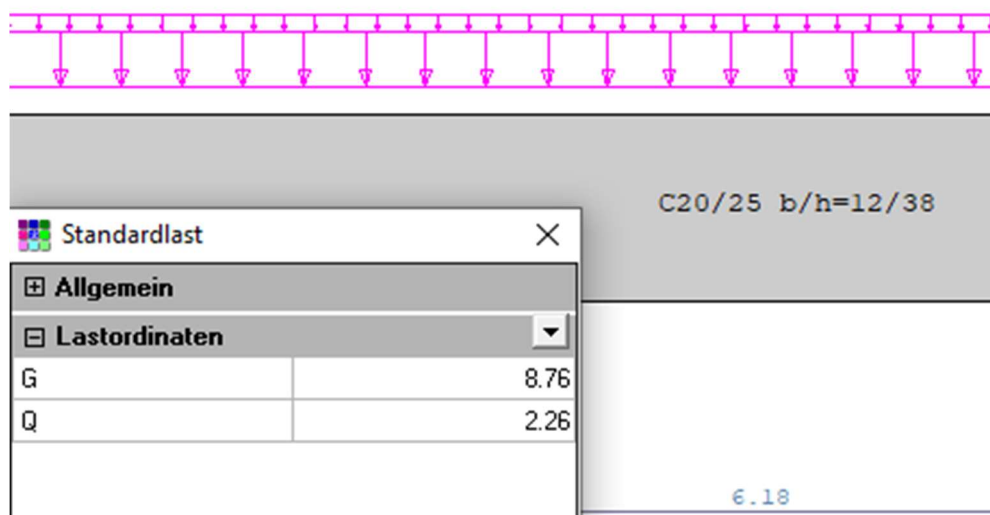 C20/25 b/h=12/38
Standardlast
Allgemein
Lastordinaten
G 8.76
Q 2.26
6.18